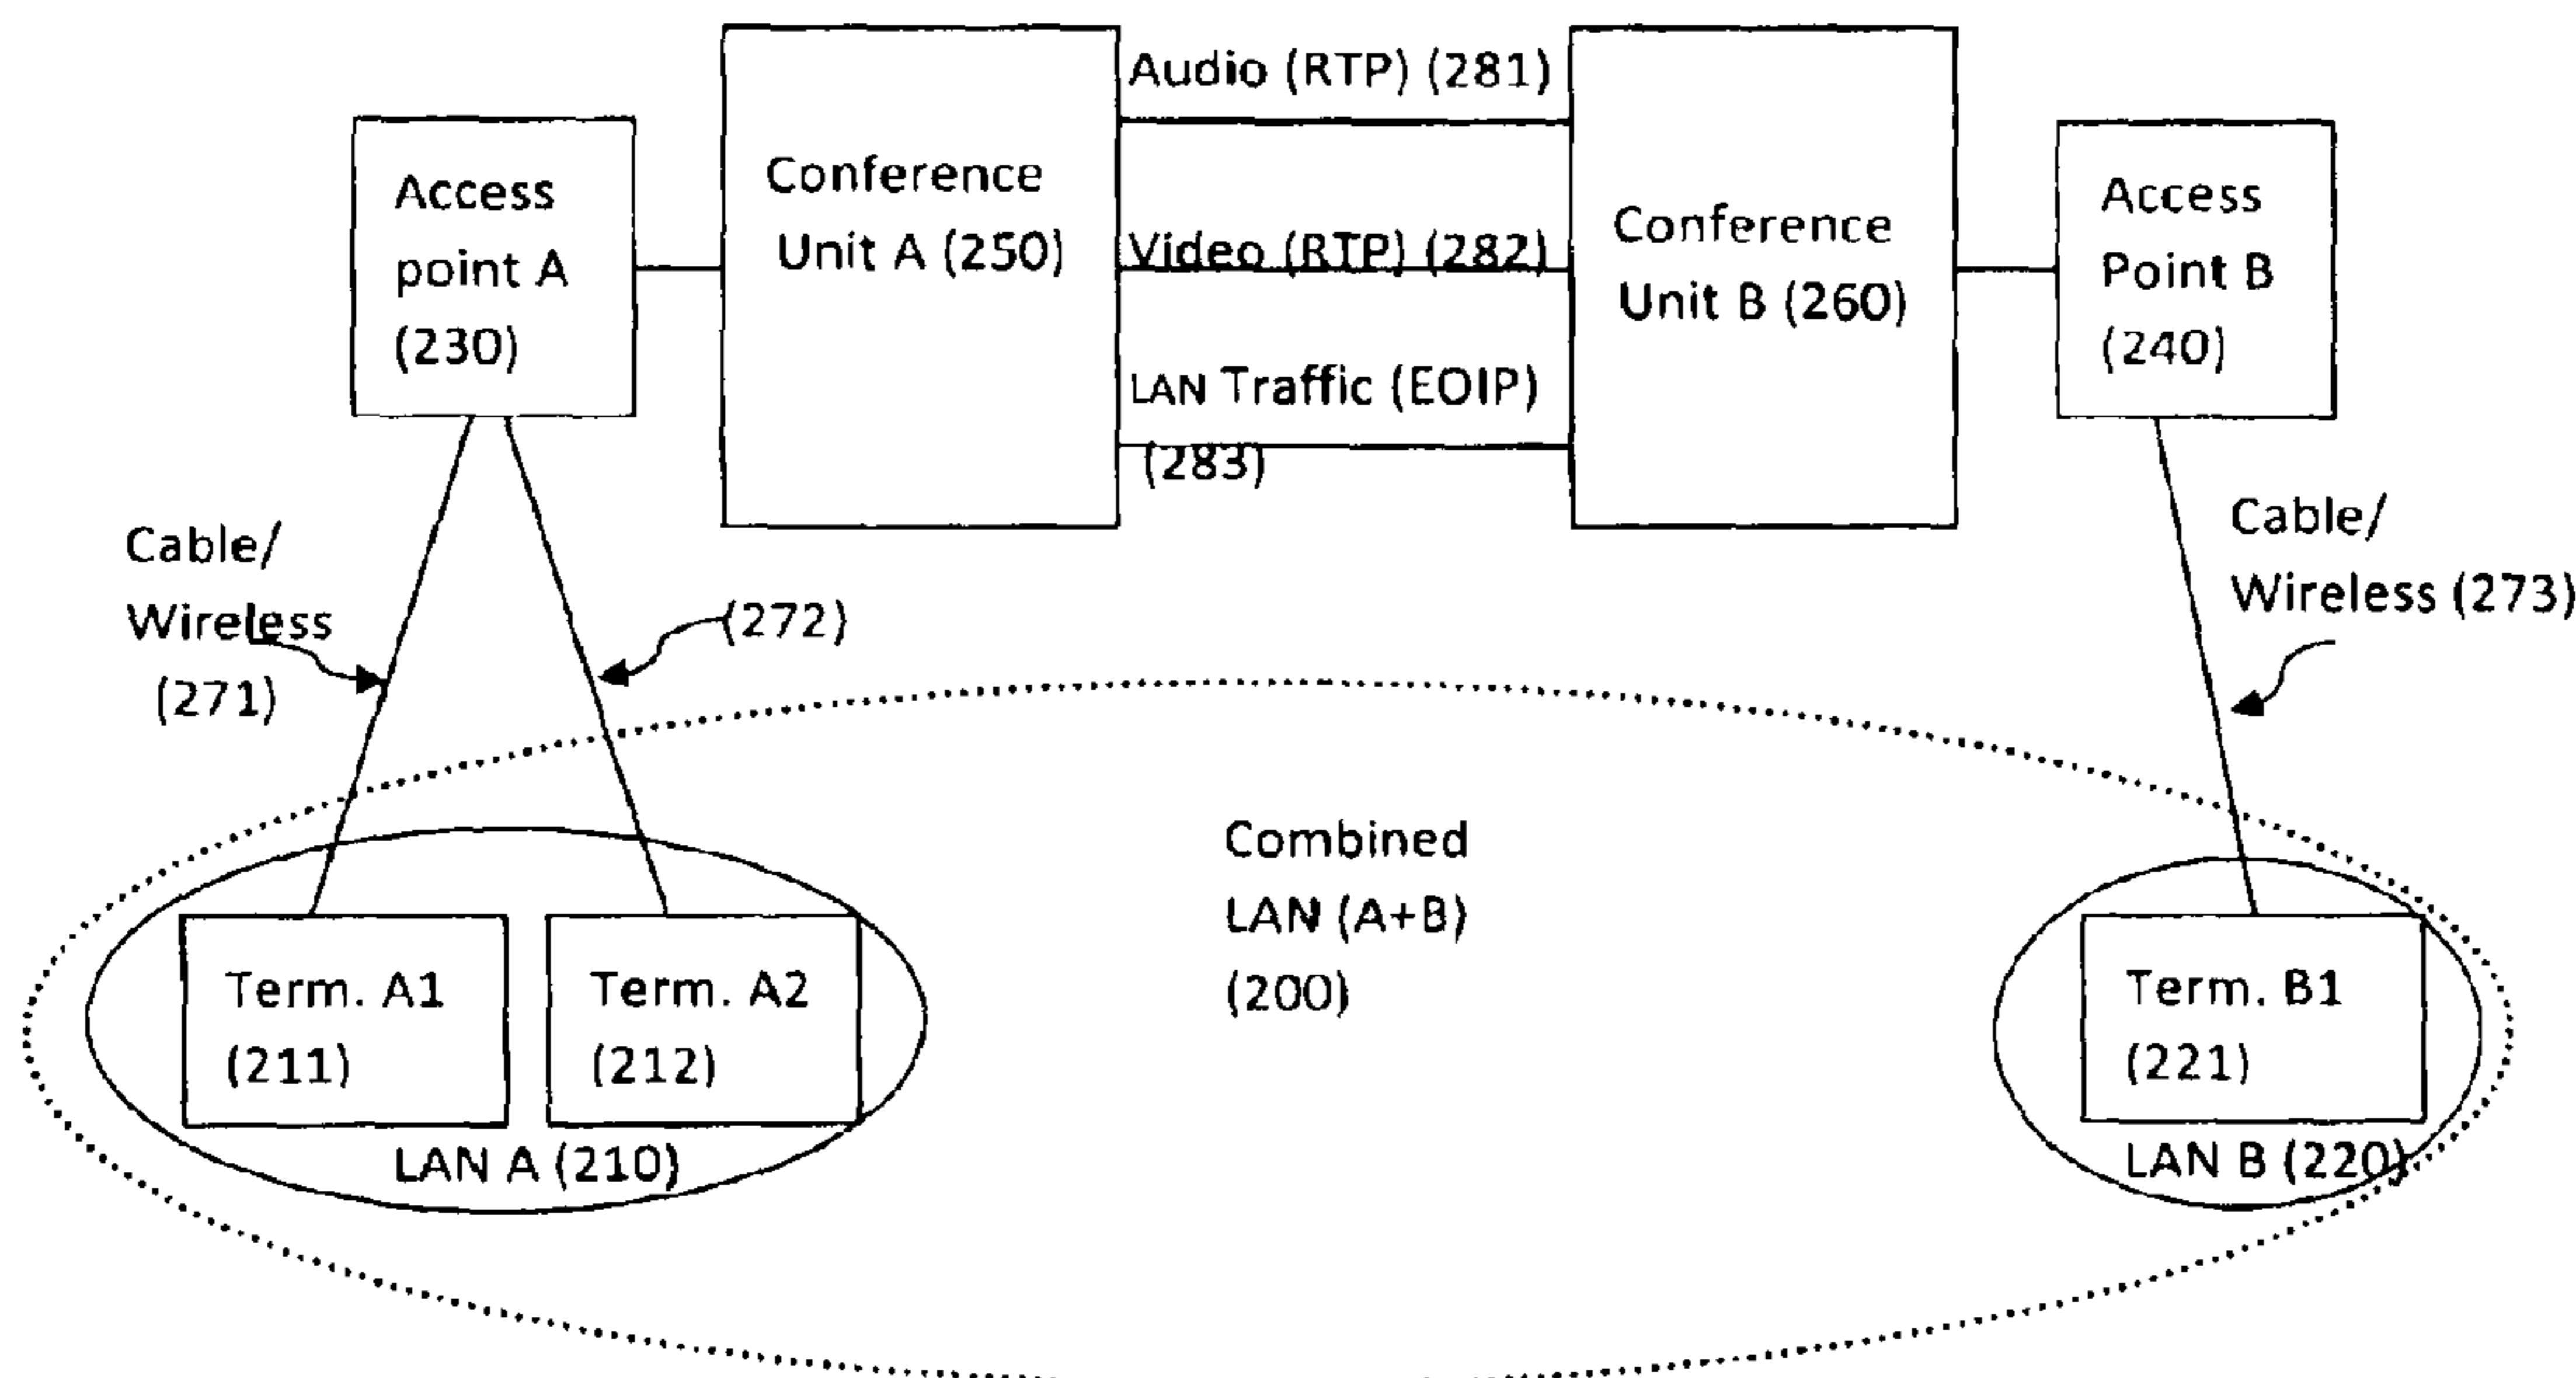 Access
point A
(230)
Conference
Unit A (250)
Audio (RTP) (281)
Video (RTP) (282)
LAN Traffic (EOIP)
(283)
Conference
Unit B (260)
Access
Point B
(240)
Cable/
Wireless
(271)
(272)
Cable/
Wireless (273)
Combined
LAN (A+B)
(200)
Term. A1
(211)
Term. A2
(212)
LAN A (210)
Term. B1
(221)
LAN B (220)